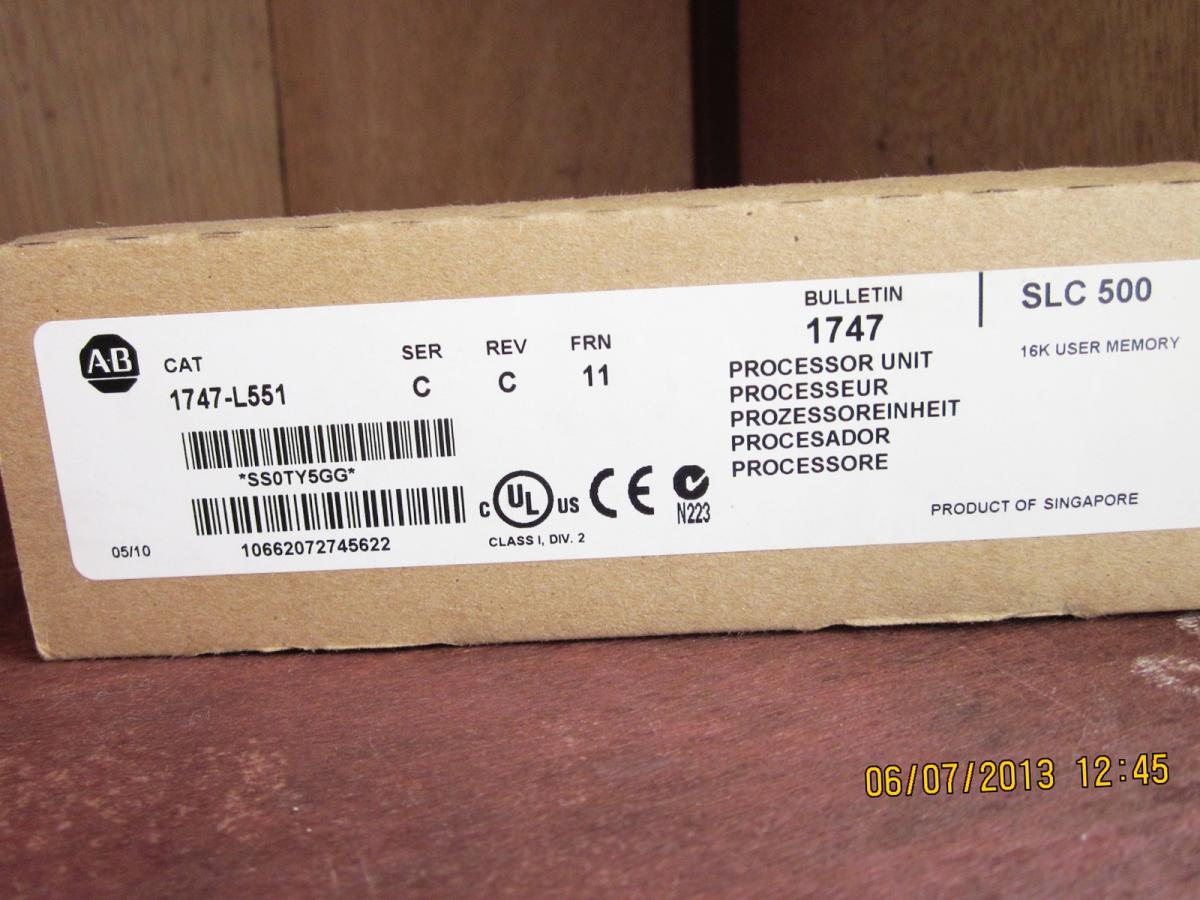 A·B
CAT
1747-L551
SER
C
REV
C
FRN
11
*SS0TY5GG*
10662072745622
05/10
C UL US
CE
N223
CLASS I, DIV. 2
BULLETIN
1747
PROCESSOR UNIT
PROCESSEUR
PROZESSOREINHEIT
PROCESADOR
PROCESSORE
SLC 500
16K USER MEMORY
PRODUCT OF SINGAPORE
06/07/2013 12:45